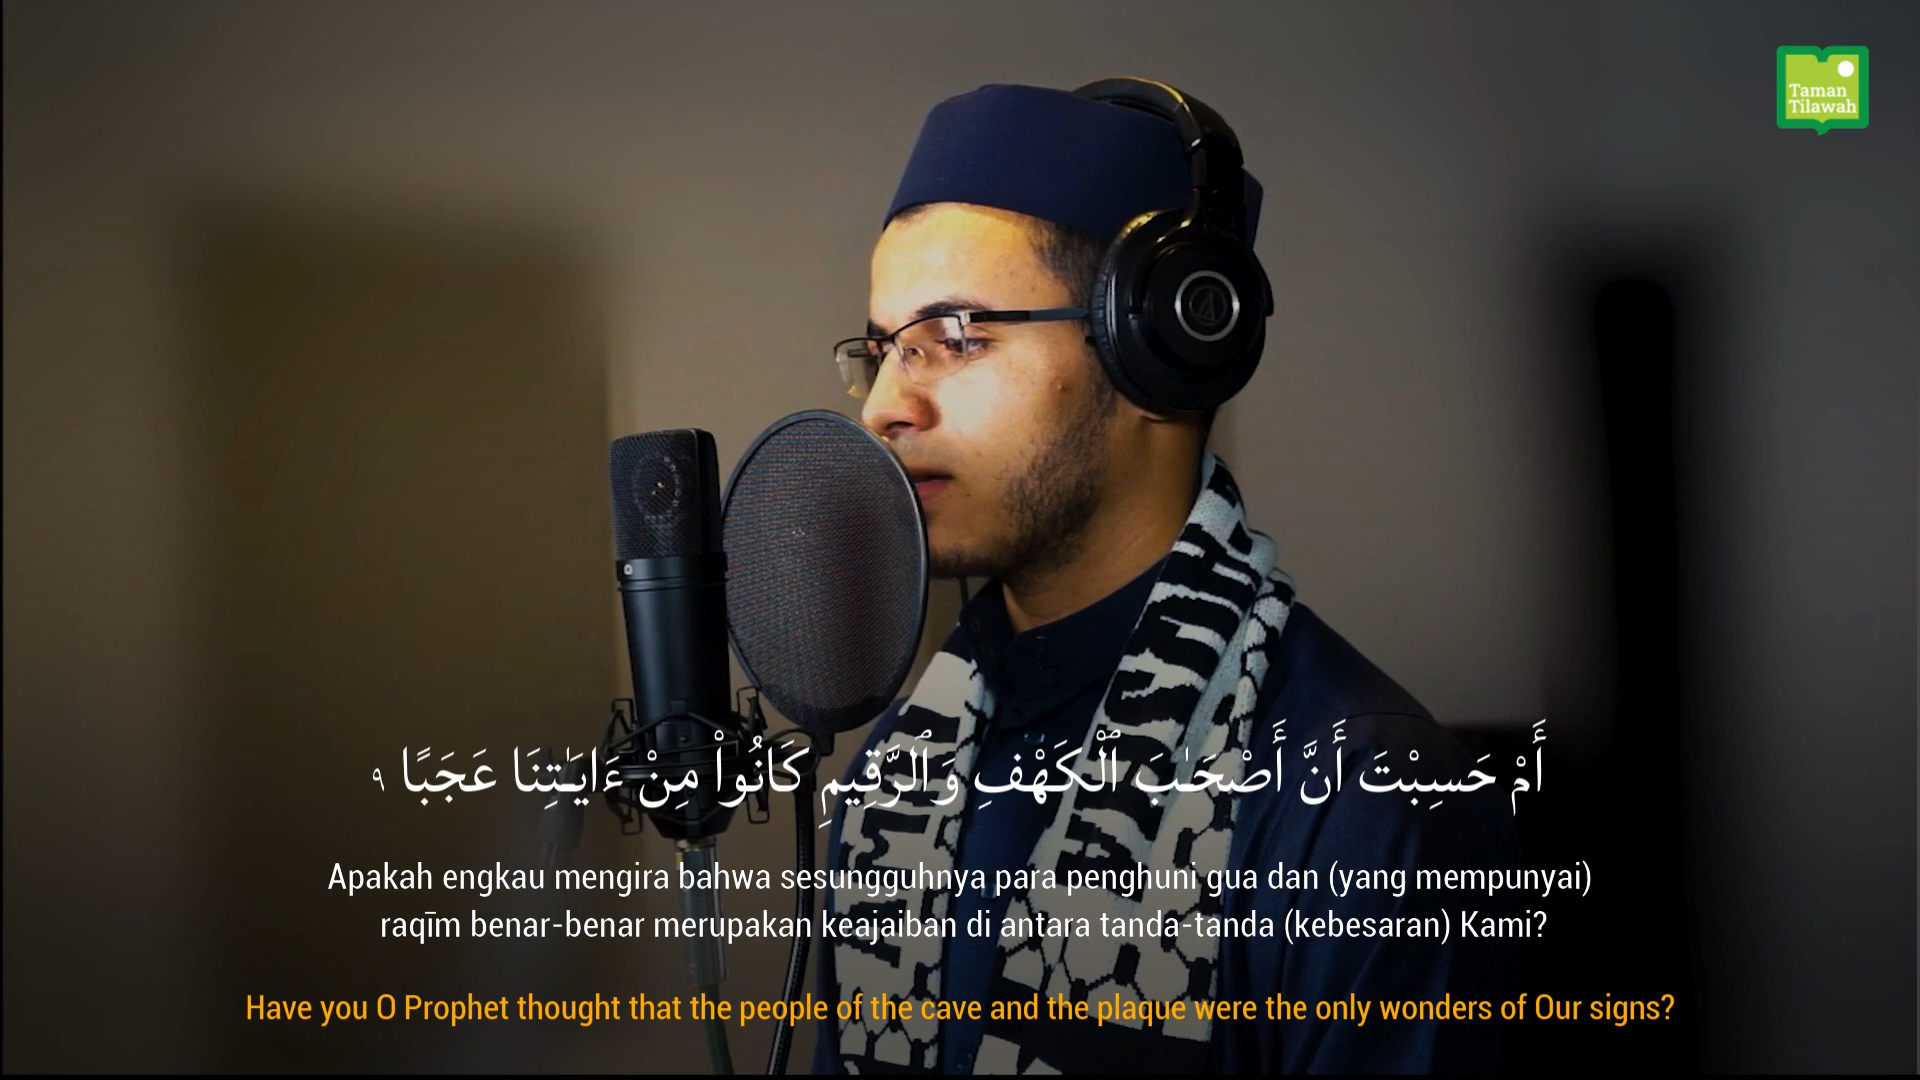 Taman
Tilawah
أَمْ حَسِبْتَ أَنَّ أَصْحَـٰبَ ٱلْكَهْفِ وَٱلرَّقِيمِ كَانُوا۟ مِنْ ءَايَـٰتِنَا عَجَبًا ٩
Apakah engkau mengira bahwa sesungguhnya para penghuni gua dan (yang mempunyai)
raqīm benar-benar merupakan keajaiban di antara tanda-tanda (kebesaran) Kami?
Have you O Prophet thought that the people of the cave and the plaque were the only wonders of Our signs?